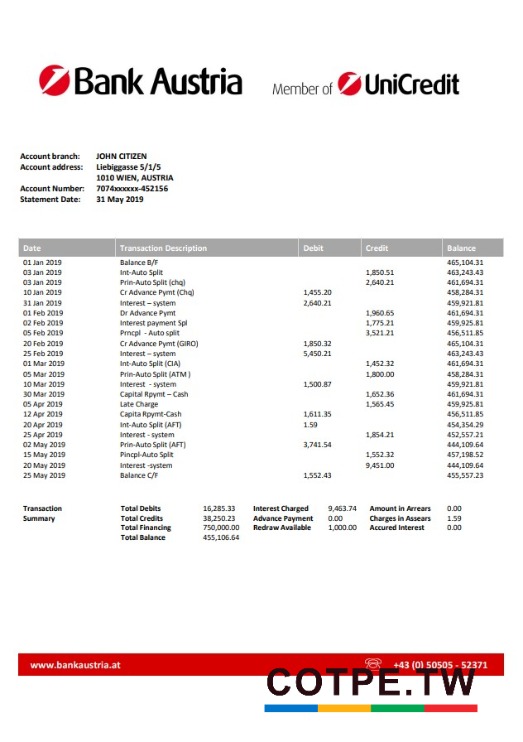 Bank Austria Member of UniCredit
Account branch: JOHN CITIZEN
Account address: Liebiggasse 5/1/5
1010 WIEN, AUSTRIA
Account Number: 7074xxxxxx-452156
Statement Date: 31 May 2019
Date Transaction Description Debit Credit Balance
01 Jan 2019 Balance B/F 465,104.31
03 Jan 2019 Int-Auto Split 1,850.51 463,243.43
03 Jan 2019 Prin-Auto Split (chq) 2,640.21 461,694.31
10 Jan 2019 Cr Advance Pymt (Chq) 1,455.20 458,284.31
31 Jan 2019 Interest – system 2,640.21 459,921.81
01 Feb 2019 Dr Advance Pymt 1,960.65 461,694.31
02 Feb 2019 Interest payment Spl 1,775.21 459,925.81
05 Feb 2019 Prncpl - Auto split 3,521.21 456,511.85
20 Feb 2019 Cr Advance Pymt (GIRO) 1,850.32 465,104.31
25 Feb 2019 Interest – system 5,450.21 463,243.43
01 Mar 2019 Int-Auto Split (CIA) 1,452.32 461,694.31
05 Mar 2019 Prin-Auto Split (ATM ) 1,800.00 458,284.31
10 Mar 2019 Interest - system 1,500.87 459,921.81
30 Mar 2019 Capital Rpymt – Cash 1,652.36 461,694.31
05 Apr 2019 Late Charge 1,565.45 459,925.81
12 Apr 2019 Capita Rpymt-Cash 1,611.35 456,511.85
20 Apr 2019 Int-Auto Split (AFT) 1.59 454,354.29
25 Apr 2019 Interest - system 1,854.21 452,557.21
02 May 2019 Prin-Auto Split (AFT) 3,741.54 444,109.64
15 May 2019 Pincpl-Auto Split 1,552.32 457,198.52
20 May 2019 Interest -system 9,451.00 444,109.64
25 May 2019 Balance C/F 1,552.43 455,557.23
Transaction Total Debits 16,285.33 Interest Charged 9,463.74 Amount in Arrears 0.00
Summary Total Credits 38,250.23 Advance Payment 0.00 Charges in Assears 1.59
Total Financing 750,000.00 Redraw Available 1,000.00 Accured Interest 0.00
Total Balance 455,106.64
www.bankaustria.at +43 (0) 50505 - 52371
COTPE.TW